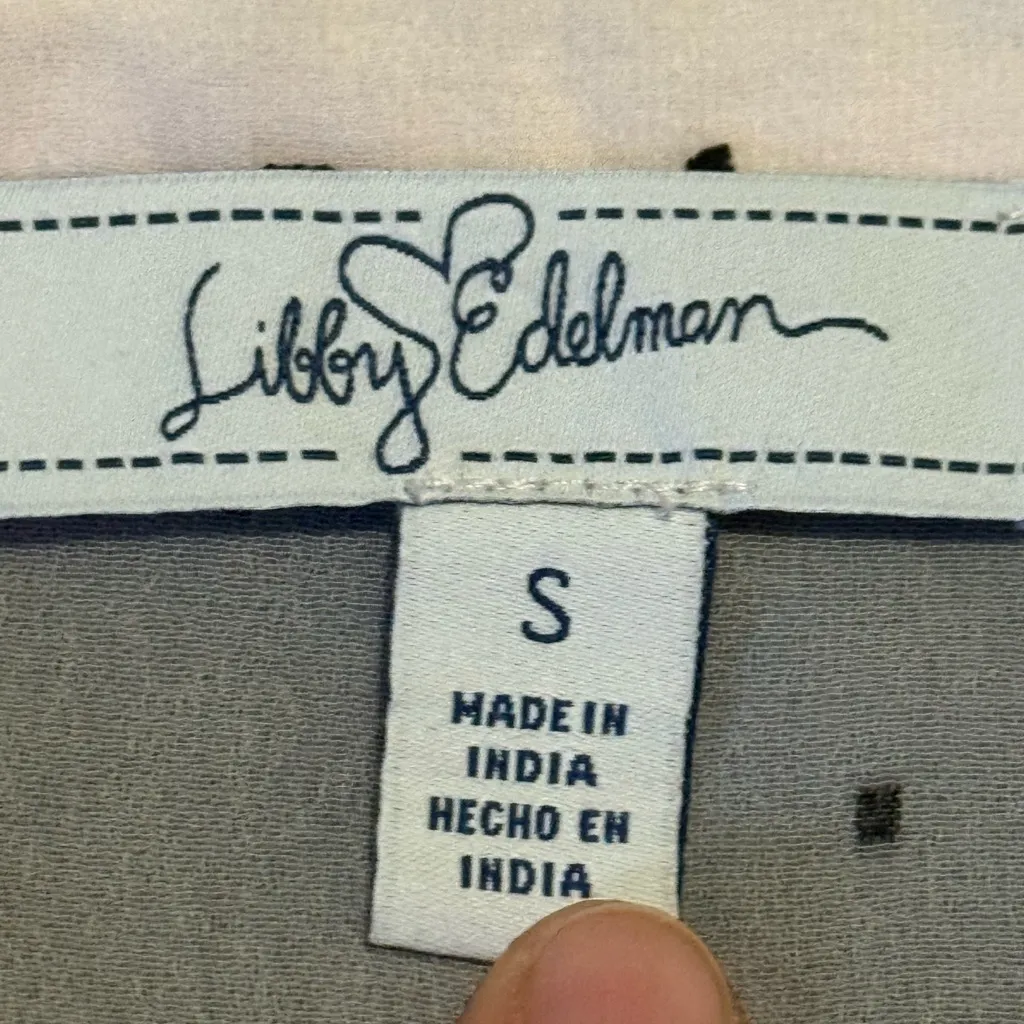 Libby Edelman
S
MADE IN
INDIA
HECHO EN
INDIA